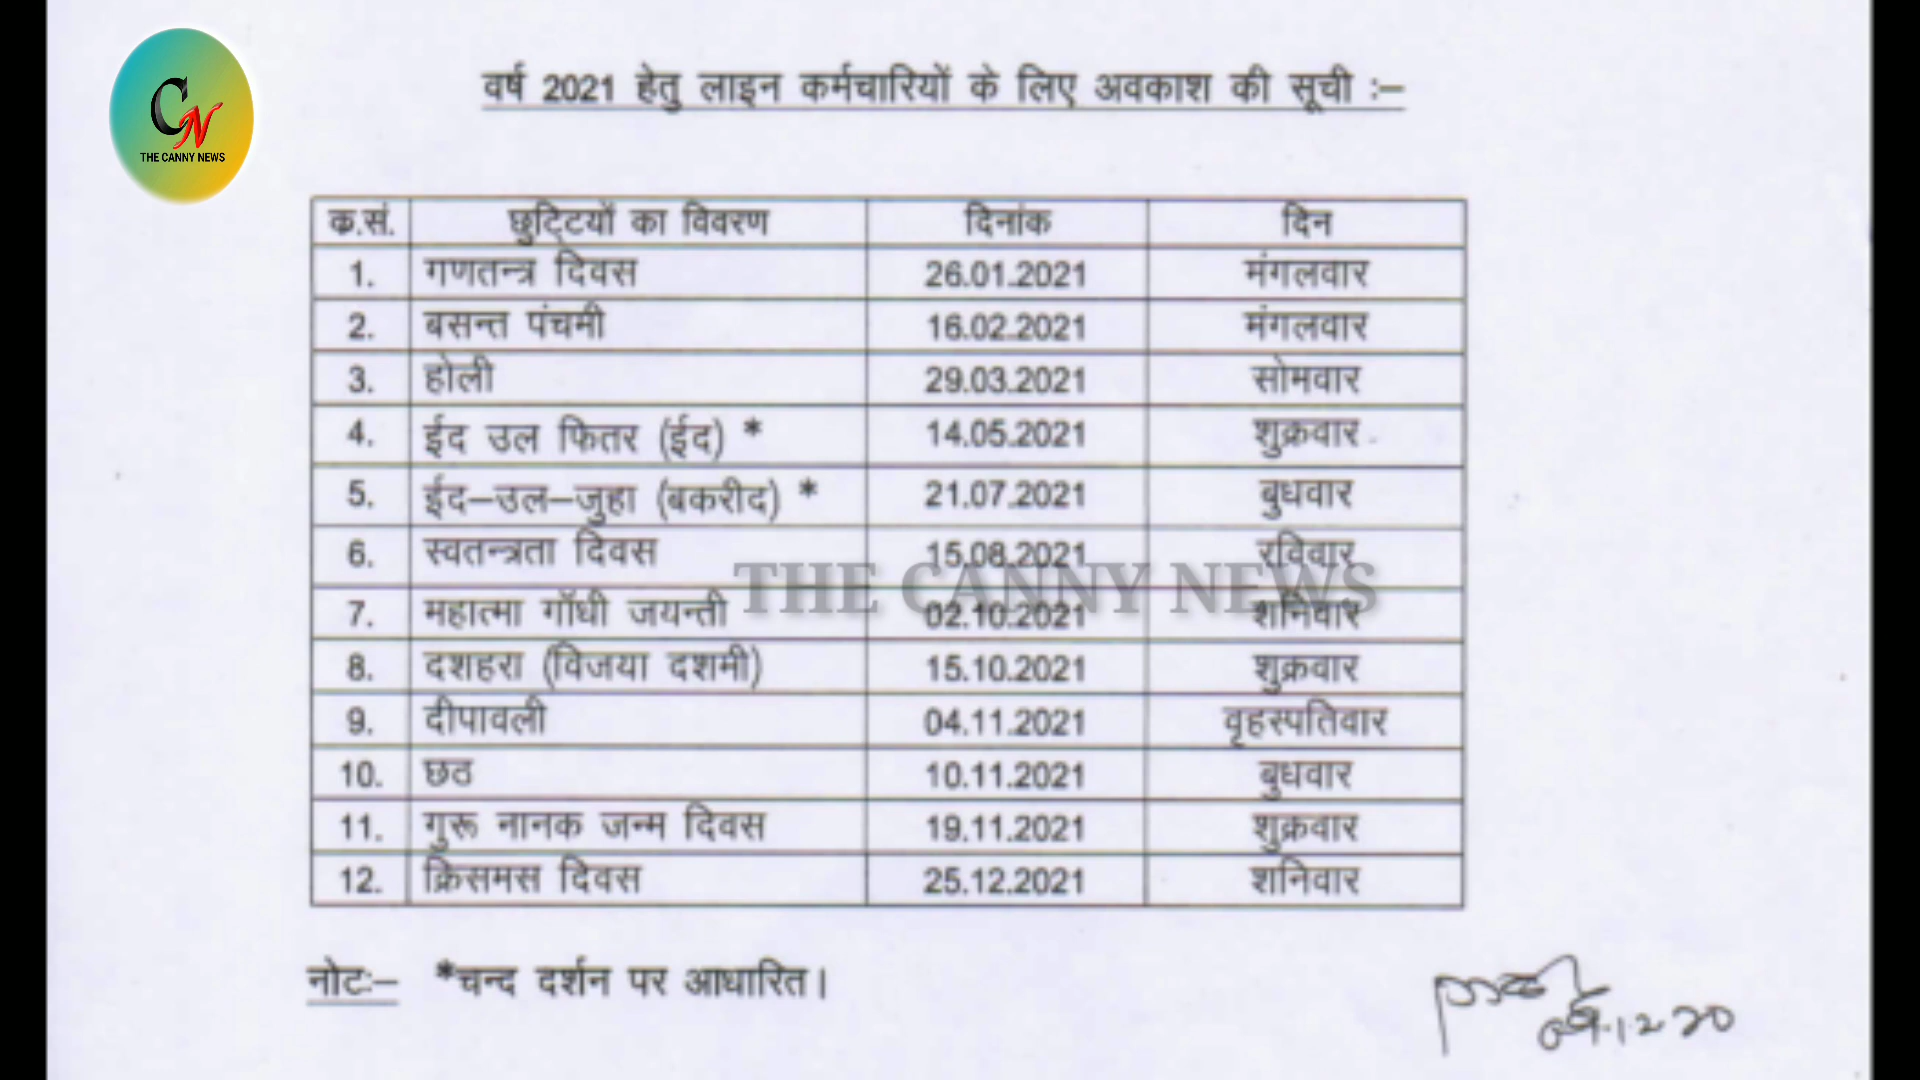 CN
THE CANNY NEWS
वर्ष 2021 हेतु लाइन कर्मचारियों के लिए अवकाश की सूची :–
क्र.सं. छुट्टियों का विवरण दिनांक दिन
1. गणतन्त्र दिवस 26.01.2021 मंगलवार
2. बसन्त पंचमी 16.02.2021 मंगलवार
3. होली 29.03.2021 सोमवार
4. ईद उल फितर (ईद) * 14.05.2021 शुक्रवार
5. ईद–उल–जुहा (बकरीद) * 21.07.2021 बुधवार
6. स्वतन्त्रता दिवस 15.08.2021 रविवार
THE CANNY NEWS
7. महात्मा गॉधी जयन्ती 02.10.2021 शनिवार
8. दशहरा (विजया दशमी) 15.10.2021 शुक्रवार
9. दीपावली 04.11.2021 वृहस्पतिवार
10. छठ 10.11.2021 बुधवार
11. गुरू नानक जन्म दिवस 19.11.2021 शुक्रवार
12. क्रिसमस दिवस 25.12.2021 शनिवार
नोटः– *चन्द दर्शन पर आधारित।